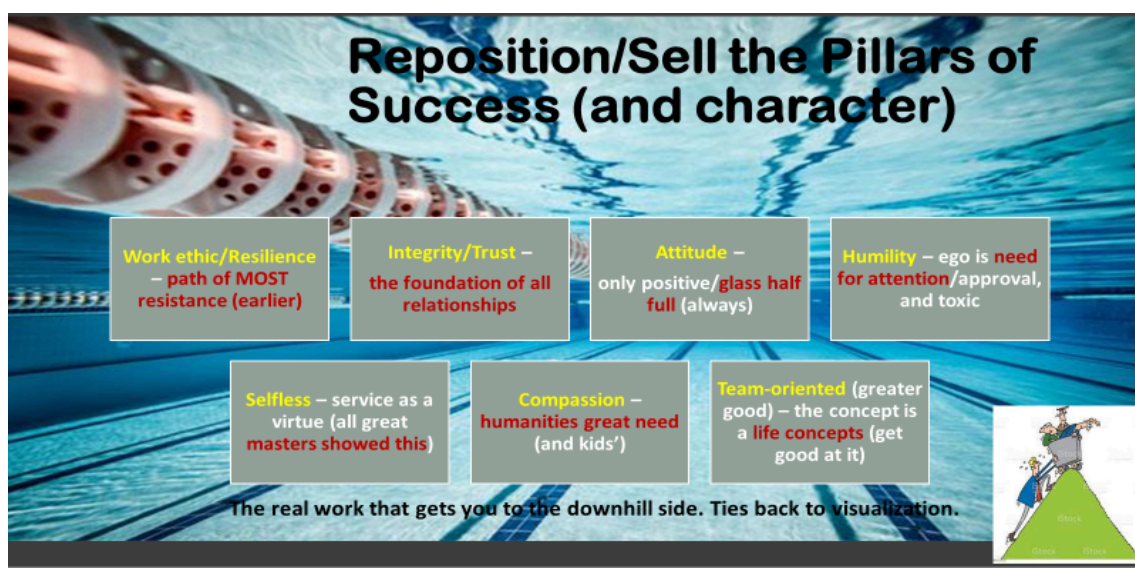 Reposition/Sell the Pillars of
Success (and character)
Work ethic/Resilience
– path of MOST
resistance (earlier)
Integrity/Trust –
the foundation of all
relationships
Attitude –
only positive/glass half
full (always)
Humility – ego is need
for attention/approval,
and toxic
Selfless – service as a
virtue (all great
masters showed this)
Compassion –
humanities great need
(and kids’)
Team-oriented (greater
good) – the concept is
a life concepts (get
good at it)
The real work that gets you to the downhill side. Ties back to visualization.
iStock
iStock
iStock